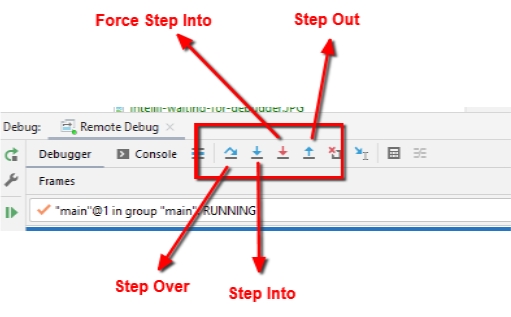 Force Step Into
Step Out
intellij-waiting-for-debugger.JPG
Debug: Remote Debug
Debugger Console
Frames
"main"@1 in group "main": RUNNING
Step Over
Step Into